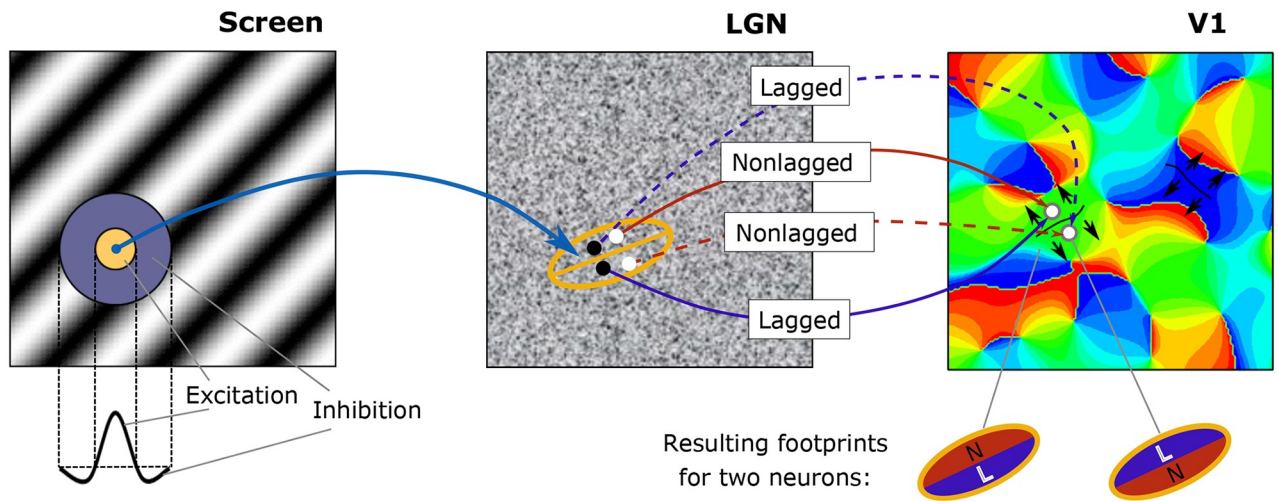 Screen
LGN
V1
Lagged
Nonlagged
Nonlagged
Lagged
Excitation
Inhibition
Resulting footprints
for two neurons:
N
L
L
N